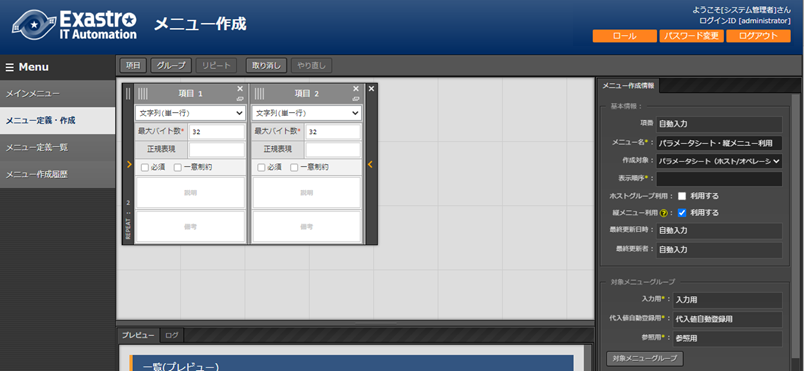 Exastro
IT Automation
メニュー作成
ようこそ[システム管理者]さん
ログインID [administrator]
ロール パスワード変更 ログアウト
Menu
メインメニュー
メニュー定義・作成
メニュー定義一覧
メニュー作成履歴
項目 グループ リピート 取り消し やり直し
項目 1
文字列(単一行)
最大バイト数* 32
正規表現
必須 一意制約
説明
備考
項目 2
文字列(単一行)
最大バイト数* 32
正規表現
必須 一意制約
説明
備考
REPEAT : 2
プレビュー ログ
一覧(プレビュー)
メニュー作成情報
基本情報 :
項番 自動入力
メニュー名* : パラメータシート・縦メニュー利用
作成対象 : パラメータシート（ホスト/オペレーシ
表示順序* :
ホストグループ利用 : 利用する
縦メニュー利用 ? : 利用する
最終更新日時 : 自動入力
最終更新者 : 自動入力
対象メニューグループ
入力用* : 入力用
代入値自動登録用* : 代入値自動登録用
参照用* : 参照用
対象メニューグループ